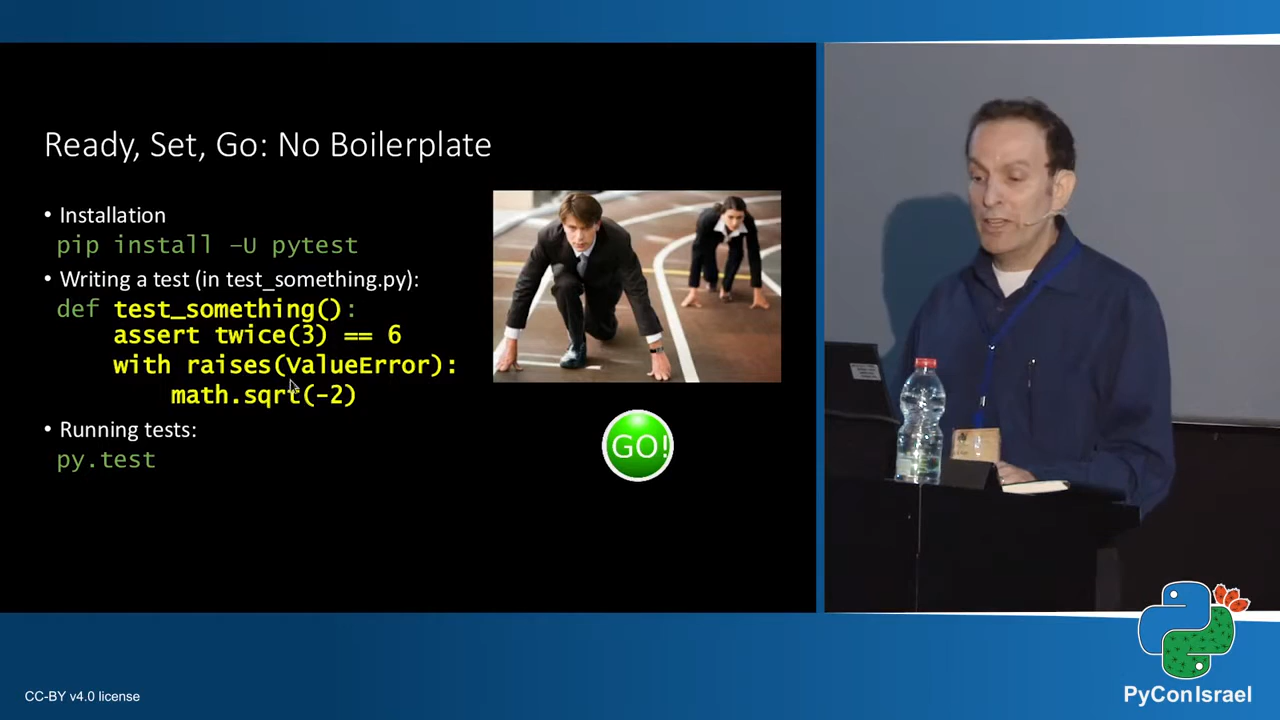 Ready, Set, Go: No Boilerplate
• Installation
pip install –U pytest
• Writing a test (in test_something.py):
def test_something():
assert twice(3) == 6
with raises(ValueError):
math.sqrt(-2)
• Running tests:
py.test
GO!
CC-BY v4.0 license
PyConIsrael